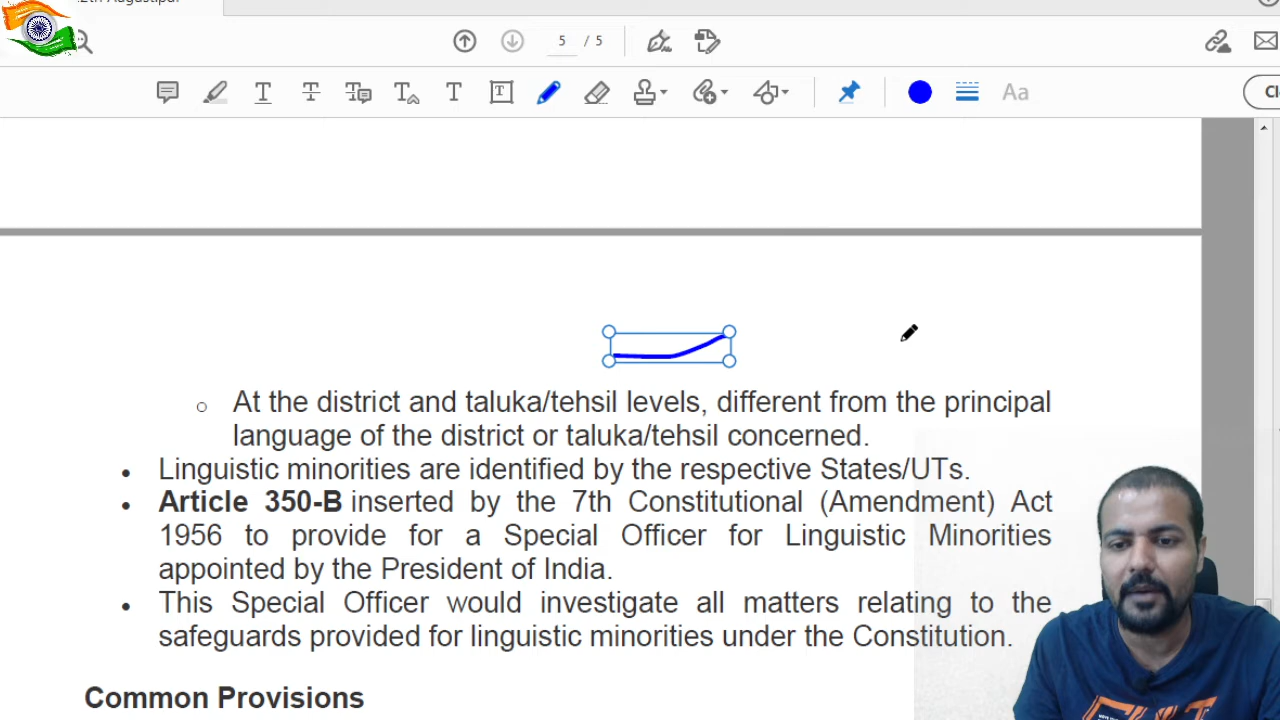 5 / 5
Aa
At the district and taluka/tehsil levels, different from the principal
language of the district or taluka/tehsil concerned.
Linguistic minorities are identified by the respective States/UTs.
Article 350-B inserted by the 7th Constitutional (Amendment) Act
1956 to provide for a Special Officer for Linguistic Minorities
appointed by the President of India.
This Special Officer would investigate all matters relating to the
safeguards provided for linguistic minorities under the Constitution.
Common Provisions